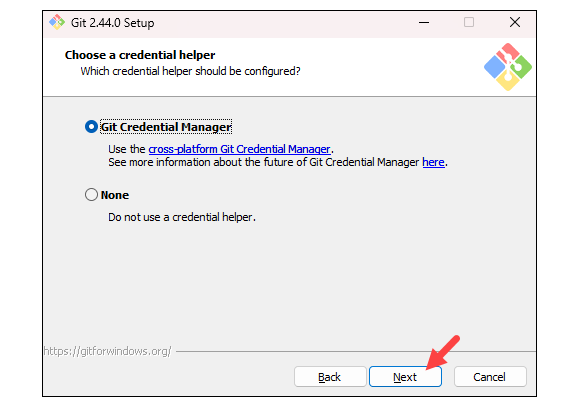 Git 2.44.0 Setup
Choose a credential helper
Which credential helper should be configured?
Git Credential Manager
Use the cross-platform Git Credential Manager.
See more information about the future of Git Credential Manager here.
None
Do not use a credential helper.
https://gitforwindows.org/
Back Next Cancel